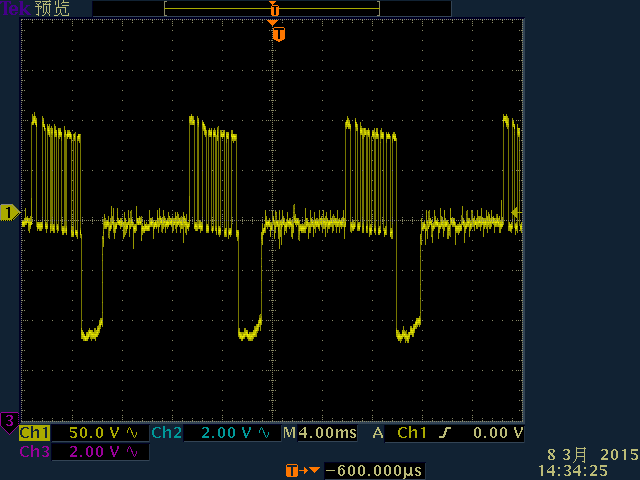 Tek 预览
T
T
1
3
Ch1 50.0 V Ch2 2.00 V M 4.00ms A Ch1 0.00 V
Ch3 2.00 V
T -600.000µs
8 3月 2015
14:34:25